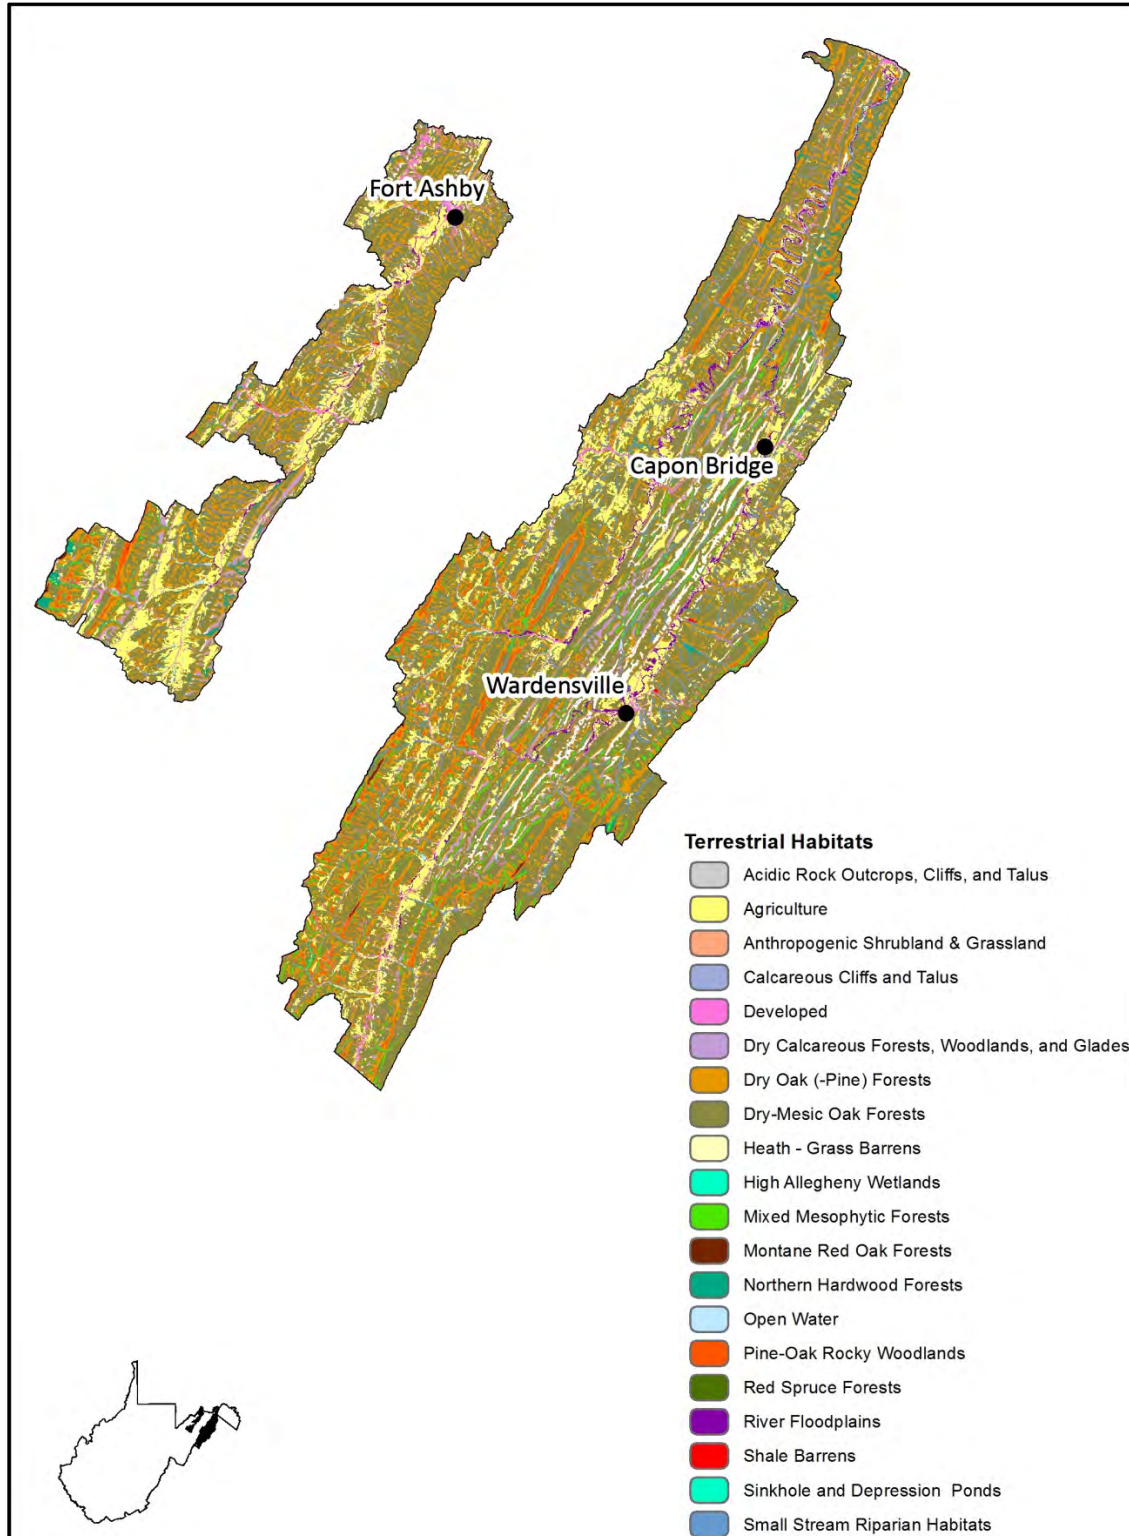 Fort Ashby
Capon Bridge
Wardensville
Terrestrial Habitats
Acidic Rock Outcrops, Cliffs, and Talus
Agriculture
Anthropogenic Shrubland & Grassland
Calcareous Cliffs and Talus
Developed
Dry Calcareous Forests, Woodlands, and Glades
Dry Oak (-Pine) Forests
Dry-Mesic Oak Forests
Heath - Grass Barrens
High Allegheny Wetlands
Mixed Mesophytic Forests
Montane Red Oak Forests
Northern Hardwood Forests
Open Water
Pine-Oak Rocky Woodlands
Red Spruce Forests
River Floodplains
Shale Barrens
Sinkhole and Depression Ponds
Small Stream Riparian Habitats